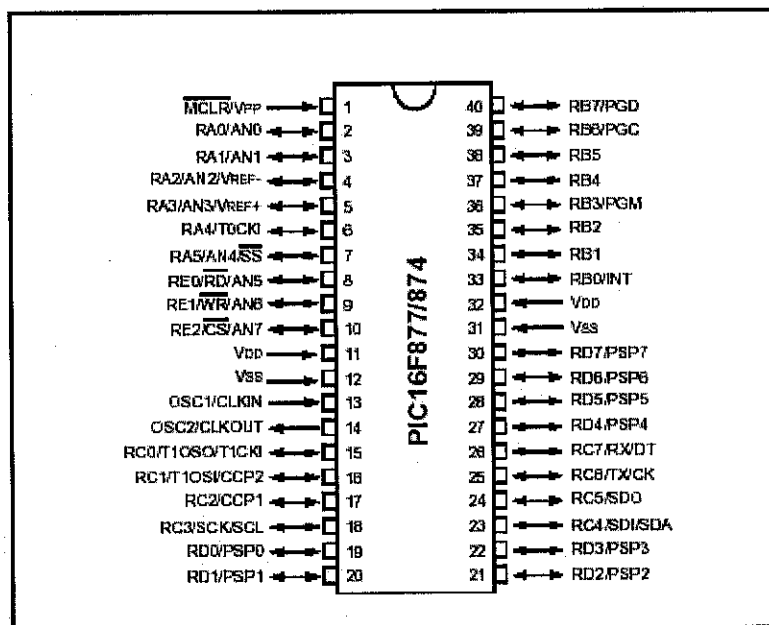 MCLR/VPP 1 40 RB7/PGD
RA0/AN0 2 39 RB6/PGC
RA1/AN1 3 38 RB5
RA2/AN2/VREF- 4 37 RB4
RA3/AN3/VREF+ 5 36 RB3/PGM
RA4/T0CKI 6 35 RB2
RA5/AN4/SS 7 34 RB1
RE0/RD/AN5 8 33 RB0/INT
RE1/WR/AN6 9 32 VDD
RE2/CS/AN7 10 31 VSS
VDD 11 30 RD7/PSP7
VSS 12 29 RD6/PSP6
OSC1/CLKIN 13 28 RD5/PSP5
OSC2/CLKOUT 14 27 RD4/PSP4
RC0/T1OSO/T1CKI 15 26 RC7/RX/DT
RC1/T1OSI/CCP2 16 25 RC6/TX/CK
RC2/CCP1 17 24 RC5/SDO
RC3/SCK/SCL 18 23 RC4/SDI/SDA
RD0/PSP0 19 22 RD3/PSP3
RD1/PSP1 20 21 RD2/PSP2
PIC16F877/874